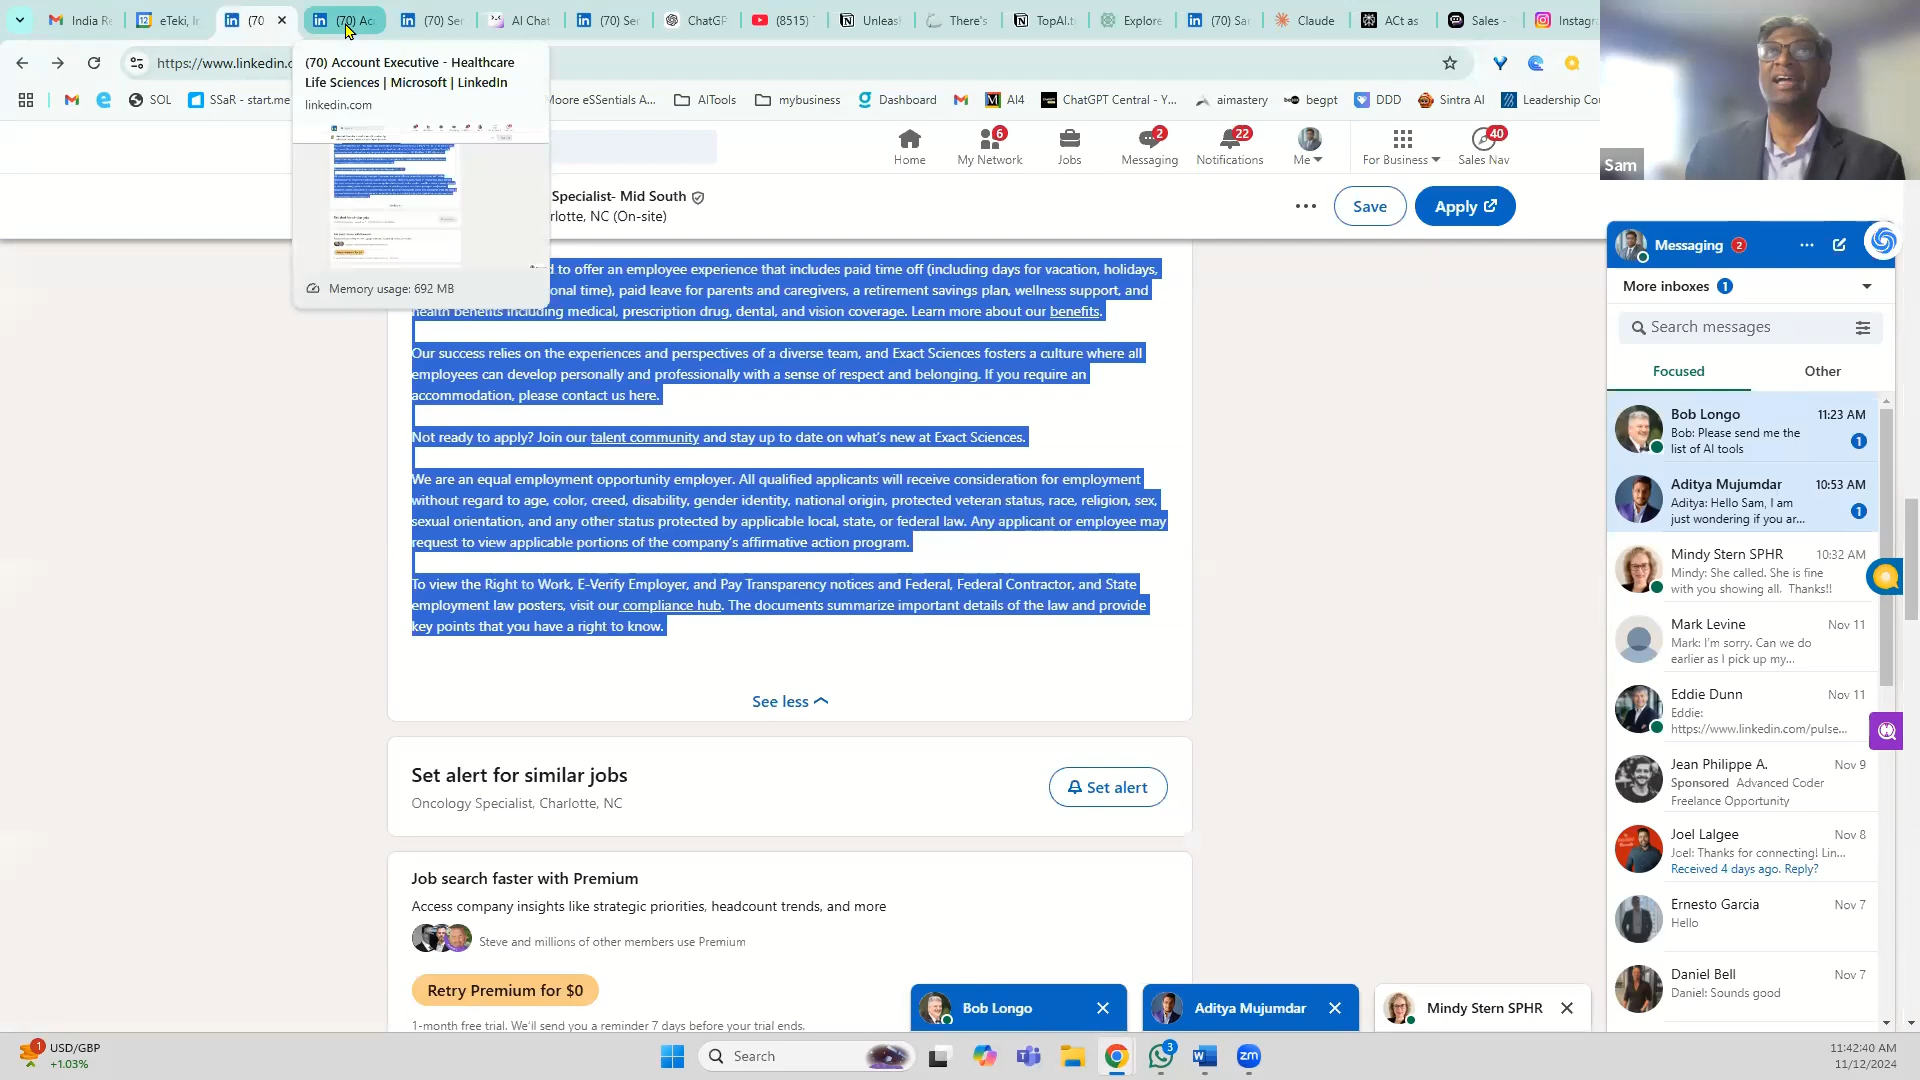 India Re
12
eTeki, In
(70
(70) Acc
(70) Ser
AI Chat
(70) Ser
ChatGP
(8515)
Unleas
There's
TopAI.t
Explore
(70) Sar
Claude
ACt as
Sales -
Instagr
https://www.linkedin.c
(70) Account Executive - Healthcare
Life Sciences | Microsoft | LinkedIn
linkedin.com
Memory usage: 692 MB
SOL
SSaR - start.me
Moore eSSentials A...
AITools
mybusiness
Dashboard
AI4
ChatGPT Central - Y...
aimastery
begpt
DDD
Sintra AI
Leadership Cou
Sam
Home
6
My Network
Jobs
2
Messaging
22
Notifications
Me
For Business
40
Sales Nav
Specialist- Mid South
rlotte, NC (On-site)
Save
Apply
d to offer an employee experience that includes paid time off (including days for vacation, holidays,
onal time), paid leave for parents and caregivers, a retirement savings plan, wellness support, and
health benefits including medical, prescription drug, dental, and vision coverage. Learn more about our benefits.
Our success relies on the experiences and perspectives of a diverse team, and Exact Sciences fosters a culture where all
employees can develop personally and professionally with a sense of respect and belonging. If you require an
accommodation, please contact us here.
Not ready to apply? Join our talent community and stay up to date on what's new at Exact Sciences.
We are an equal employment opportunity employer. All qualified applicants will receive consideration for employment
without regard to age, color, creed, disability, gender identity, national origin, protected veteran status, race, religion, sex,
sexual orientation, and any other status protected by applicable local, state, or federal law. Any applicant or employee may
request to view applicable portions of the company's affirmative action program.
To view the Right to Work, E-Verify Employer, and Pay Transparency notices and Federal, Federal Contractor, and State
employment law posters, visit our compliance hub. The documents summarize important details of the law and provide
key points that you have a right to know.
See less
Set alert for similar jobs
Oncology Specialist, Charlotte, NC
Set alert
Job search faster with Premium
Access company insights like strategic priorities, headcount trends, and more
Steve and millions of other members use Premium
Retry Premium for $0
1-month free trial. We'll send you a reminder 7 days before your trial ends.
Messaging 2
More inboxes 1
Search messages
Focused
Other
Bob Longo 11:23 AM
Bob: Please send me the
list of AI tools 1
Aditya Mujumdar 10:53 AM
Aditya: Hello Sam, I am
just wondering if you ar... 1
Mindy Stern SPHR 10:32 AM
Mindy: She called. She is fine
with you showing all. Thanks!!
Mark Levine Nov 11
Mark: I'm sorry. Can we do
earlier as I pick up my...
Eddie Dunn Nov 11
Eddie:
https://www.linkedin.com/pulse...
Jean Philippe A. Nov 9
Sponsored Advanced Coder
Freelance Opportunity
Joel Lalgee Nov 8
Joel: Thanks for connecting! Lin...
Received 4 days ago. Reply?
Ernesto Garcia Nov 7
Hello
Daniel Bell Nov 7
Daniel: Sounds good
Bob Longo
Aditya Mujumdar
Mindy Stern SPHR
1
USD/GBP
+1.03%
Search
3
zm
11:42:40 AM
11/12/2024